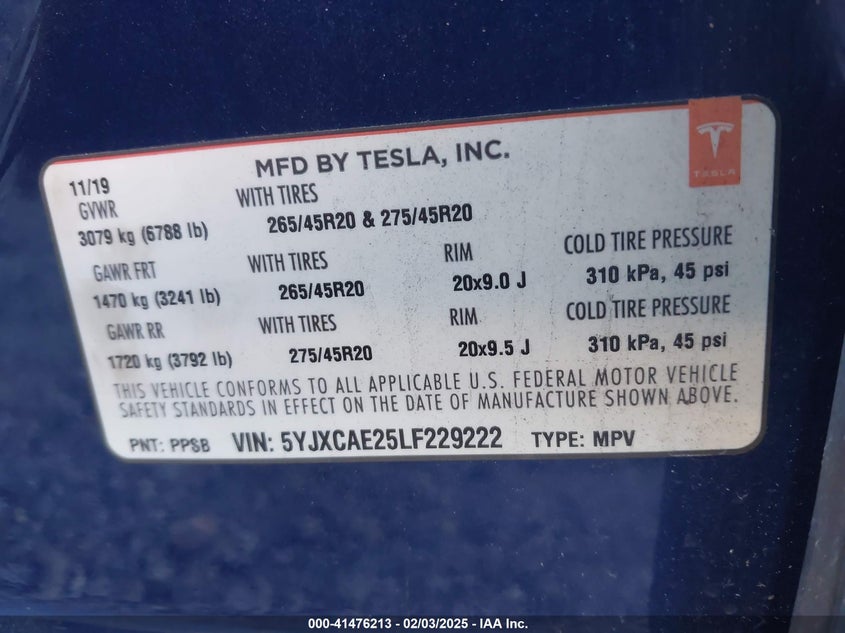 MFD BY TESLA, INC.
TESLA
11/19
GVWR WITH TIRES
3079 kg (6788 lb) 265/45R20 & 275/45R20
GAWR FRT WITH TIRES RIM COLD TIRE PRESSURE
1470 kg (3241 lb) 265/45R20 20x9.0 J 310 kPa, 45 psi
GAWR RR WITH TIRES RIM COLD TIRE PRESSURE
1720 kg (3792 lb) 275/45R20 20x9.5 J 310 kPa, 45 psi
THIS VEHICLE CONFORMS TO ALL APPLICABLE U.S. FEDERAL MOTOR VEHICLE
SAFETY STANDARDS IN EFFECT ON THE DATE OF MANUFACTURE SHOWN ABOVE.
PNT: PPSB VIN: 5YJXCAE25LF229222 TYPE: MPV
000-41476213 - 02/03/2025 - IAA Inc.